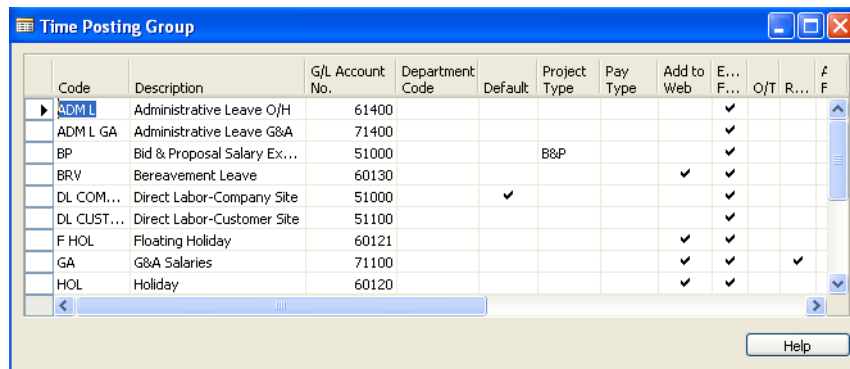 Time Posting Group
Code Description G/L Account No. Department Code Default Project Type Pay Type Add to Web E... F... O/T R... A F
ADM L Administrative Leave O/H 61400
ADM L GA Administrative Leave G&A 71400
BP Bid & Proposal Salary Ex... 51000 B&P
BRV Bereavement Leave 60130
DL COM... Direct Labor-Company Site 51000
DL CUST... Direct Labor-Customer Site 51100
F HOL Floating Holiday 60121
GA G&A Salaries 71100
HOL Holiday 60120
Help